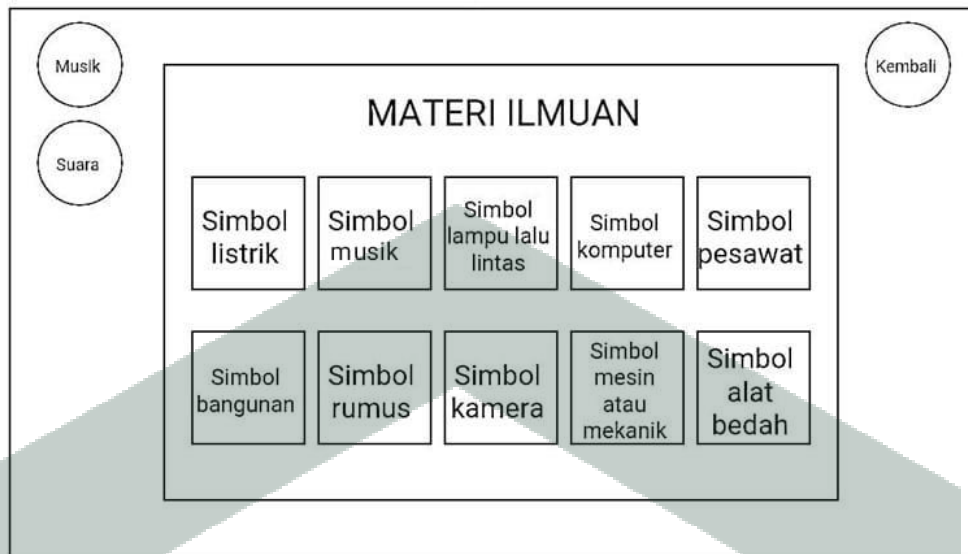 Musik
Kembali
Suara
MATERI ILMUAN
Simbol
listrik
Simbol
musik
Simbol
lampu lalu
lintas
Simbol
komputer
Simbol
pesawat
Simbol
bangunan
Simbol
rumus
Simbol
kamera
Simbol
mesin
atau
mekanik
Simbol
alat
bedah